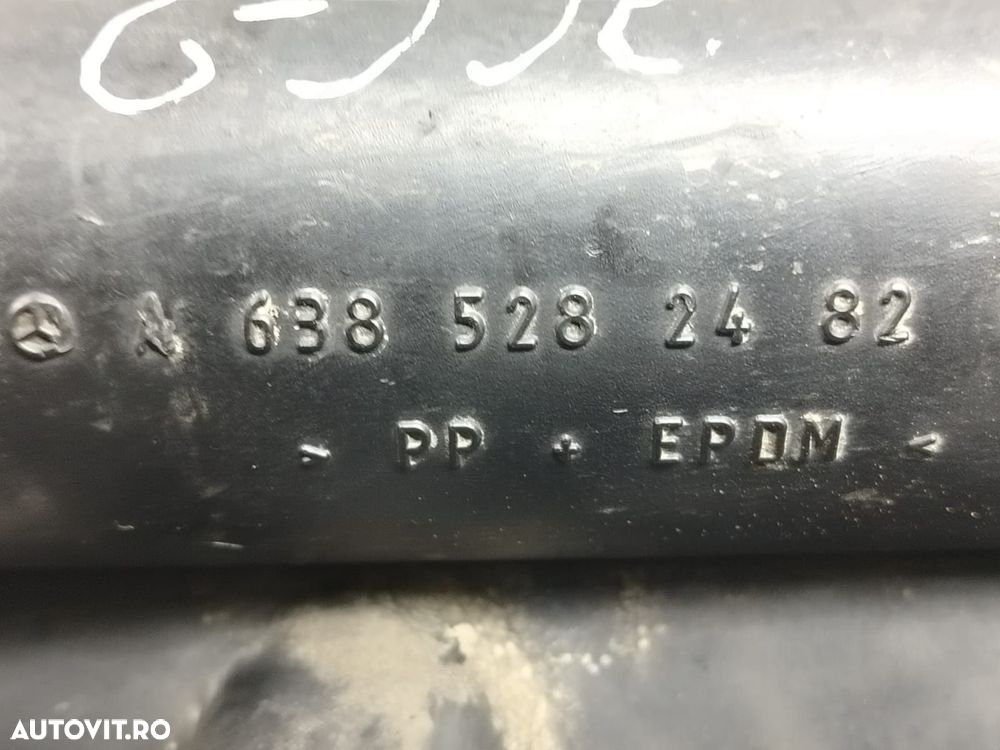 A 638 528 24 82
> PP + EPDM <
AUTOVIT.RO